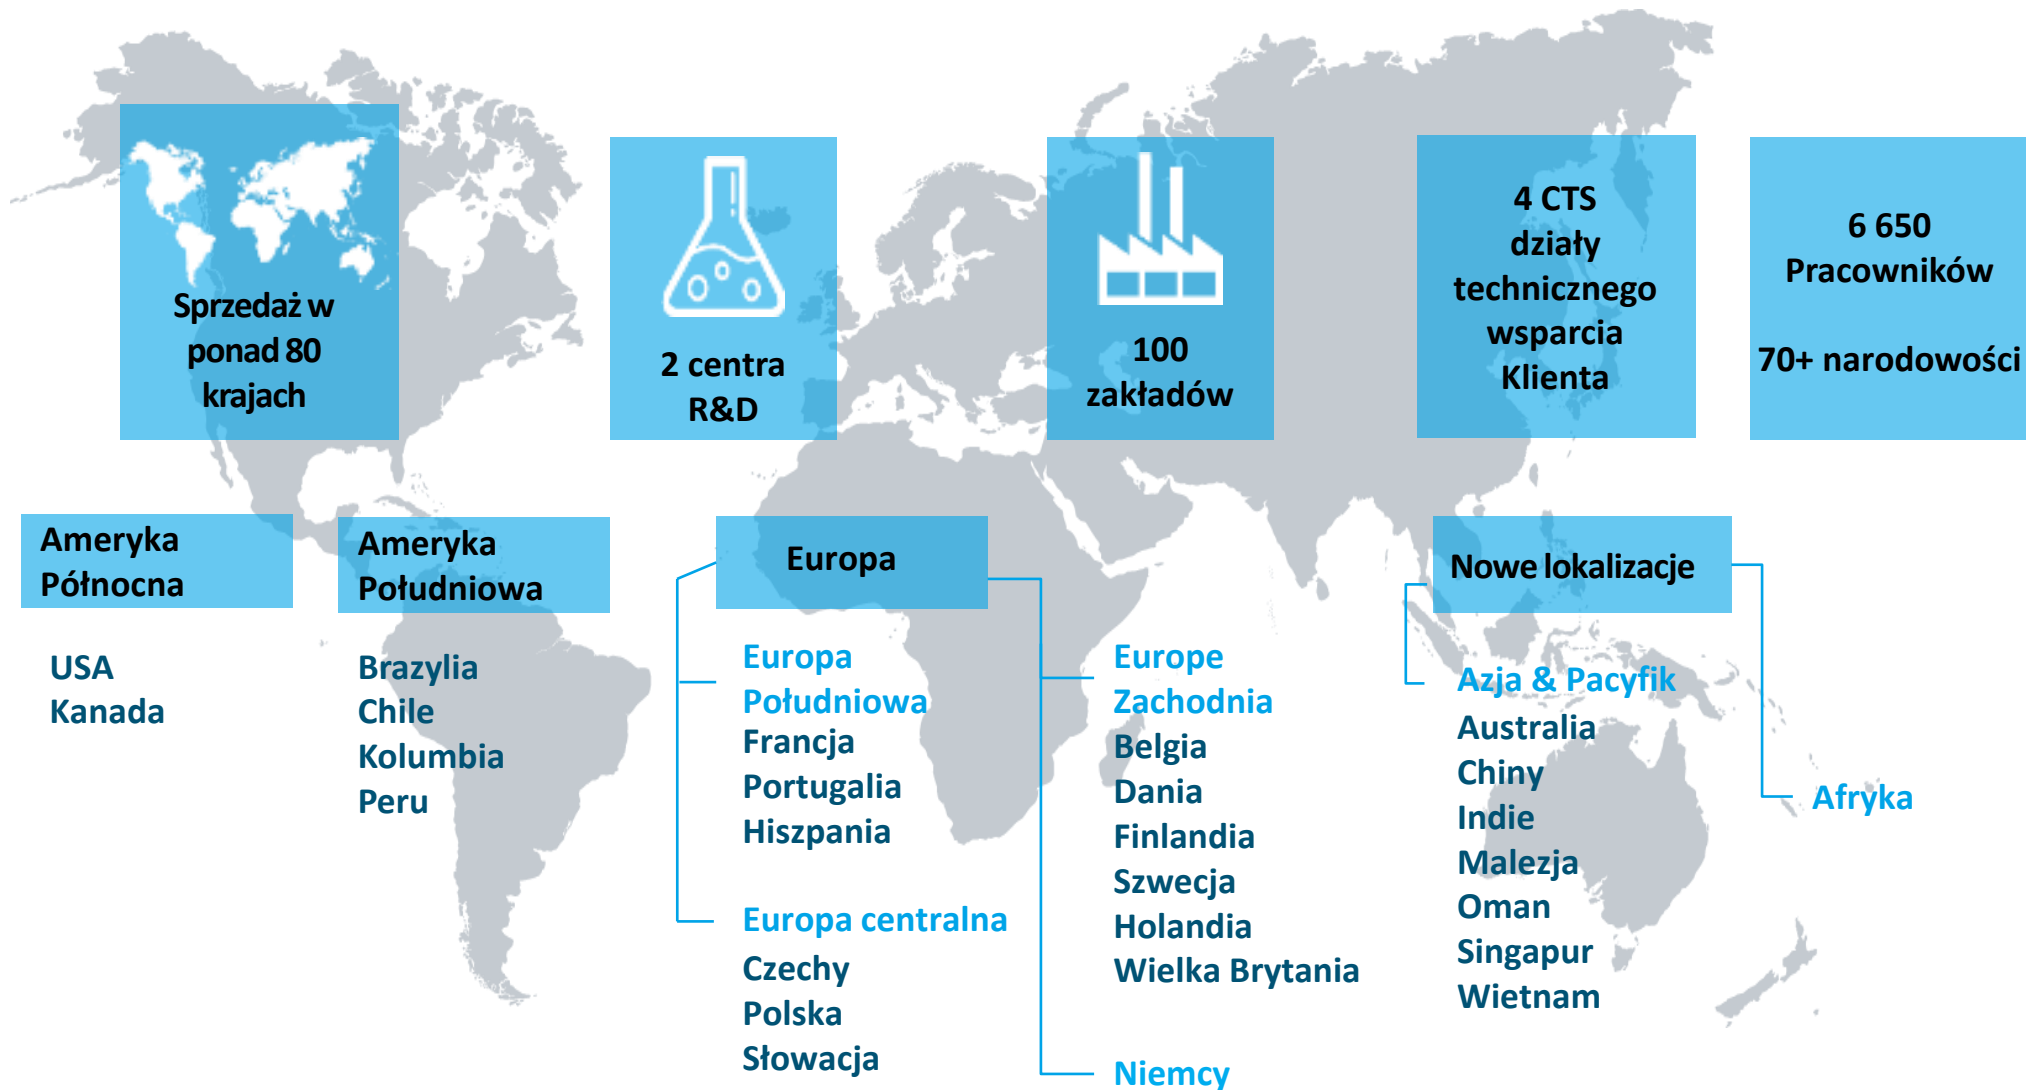 Sprzedaż w
ponad 80
krajach
2 centra
R&D
100
zakładów
4 CTS
działy
technicznego
wsparcia
Klienta
6 650
Pracowników
70+ narodowości
Ameryka
Północna
USA
Kanada
Ameryka
Południowa
Brazylia
Chile
Kolumbia
Peru
Europa
Europa
Południowa
Francja
Portugalia
Hiszpania
Europa centralna
Czechy
Polska
Słowacja
Europe
Zachodnia
Belgia
Dania
Finlandia
Szwecja
Holandia
Wielka Brytania
Niemcy
Nowe lokalizacje
Azja & Pacyfik
Australia
Chiny
Indie
Malezja
Oman
Singapur
Wietnam
Afryka